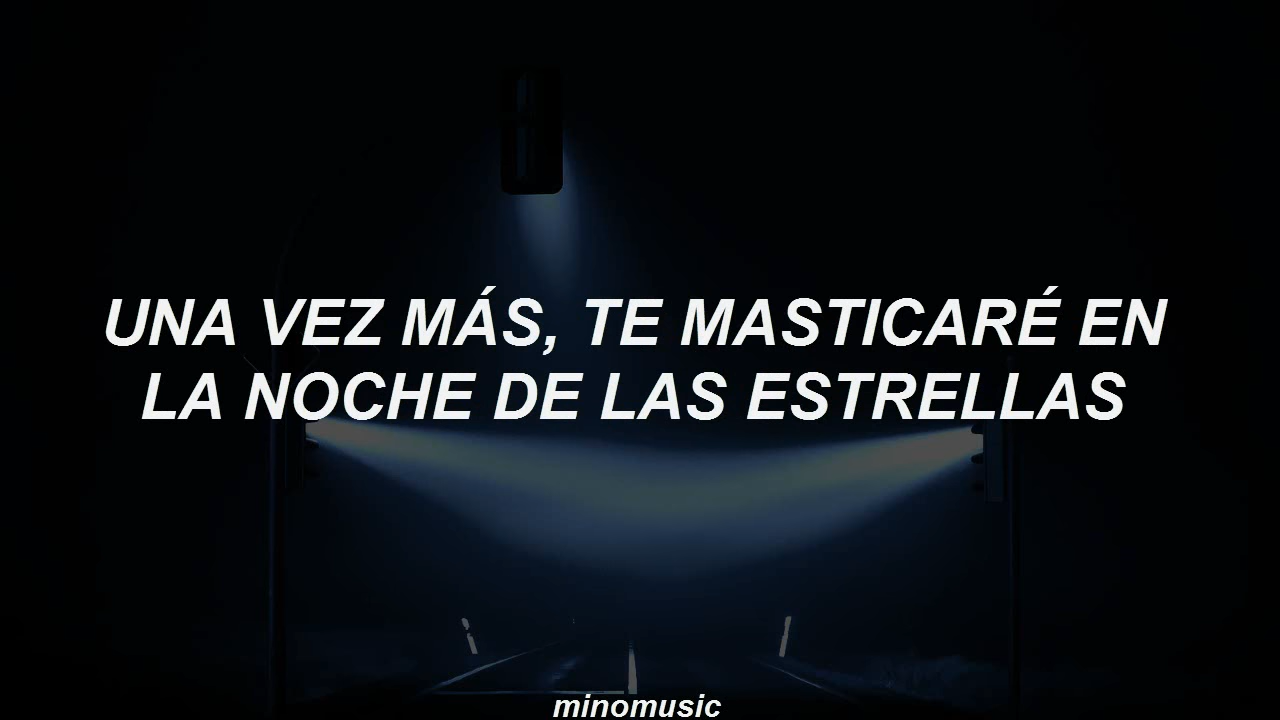 UNA VEZ MÁS, TE MASTICARÉ EN
LA NOCHE DE LAS ESTRELLAS
minomusic